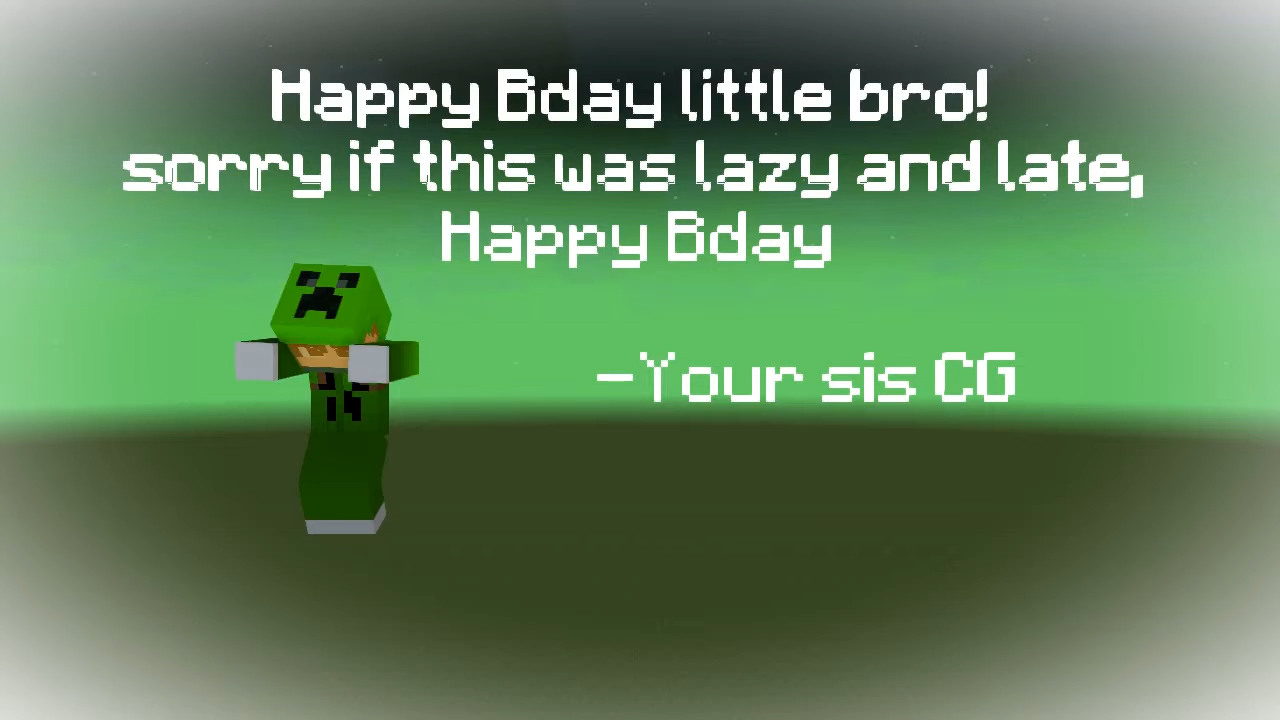 Happy Bday little bro!
sorry if this was lazy and late,
Happy Bday
-Your sis CG